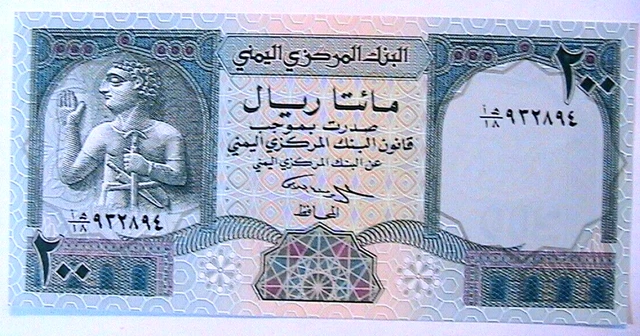 البنك المركزي اليمني
٢٠٠
مائتا ريال
صدرت بموجب
قانون البنك المركزي اليمني
عن البنك المركزي اليمني
المحافظ
٩٣٢٨٩٤
٩٣٢٨٩٤
٢٠٠